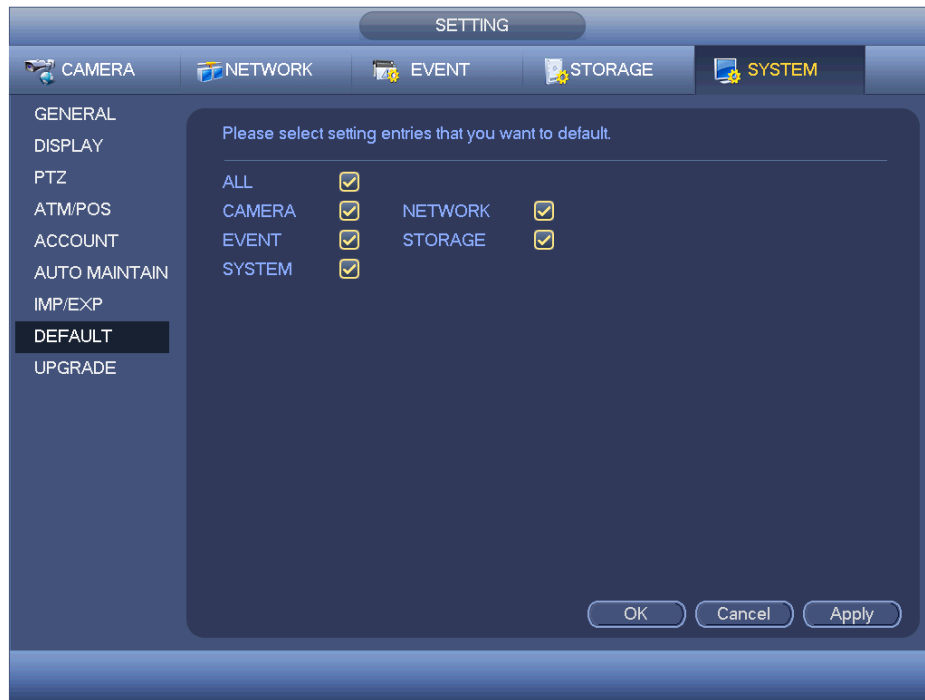 SETTING
CAMERA NETWORK EVENT STORAGE SYSTEM
GENERAL
DISPLAY
PTZ
ATM/POS
ACCOUNT
AUTO MAINTAIN
IMP/EXP
DEFAULT
UPGRADE
Please select setting entries that you want to default.
ALL
CAMERA NETWORK
EVENT STORAGE
SYSTEM
OK Cancel Apply